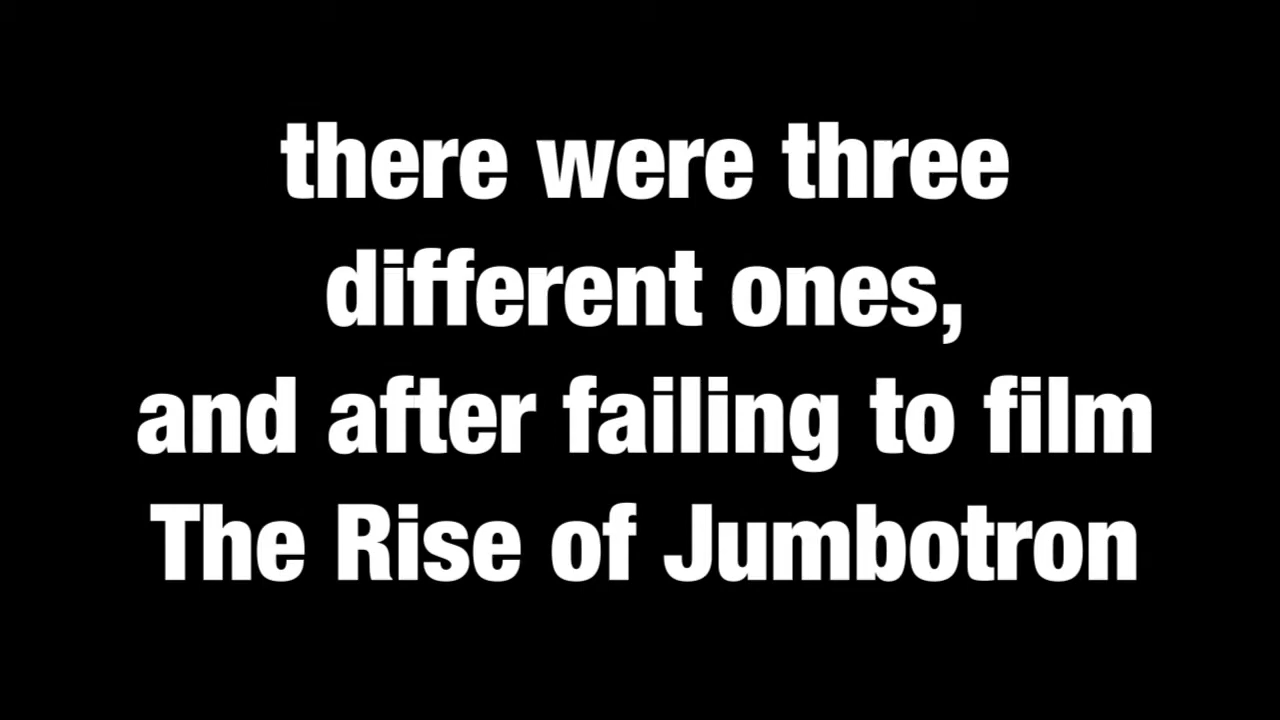 there were three
different ones,
and after failing to film
The Rise of Jumbotron